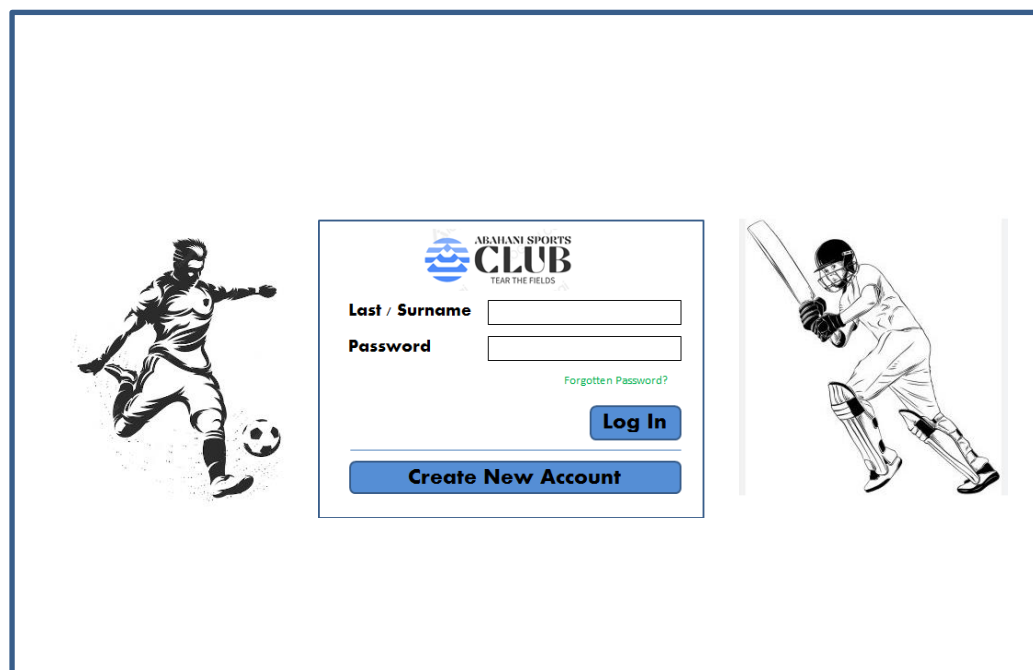 ABAHANI SPORTS
CLUB
TEAR THE FIELDS
Last / Surname
Password
Forgotten Password?
Log In
Create New Account